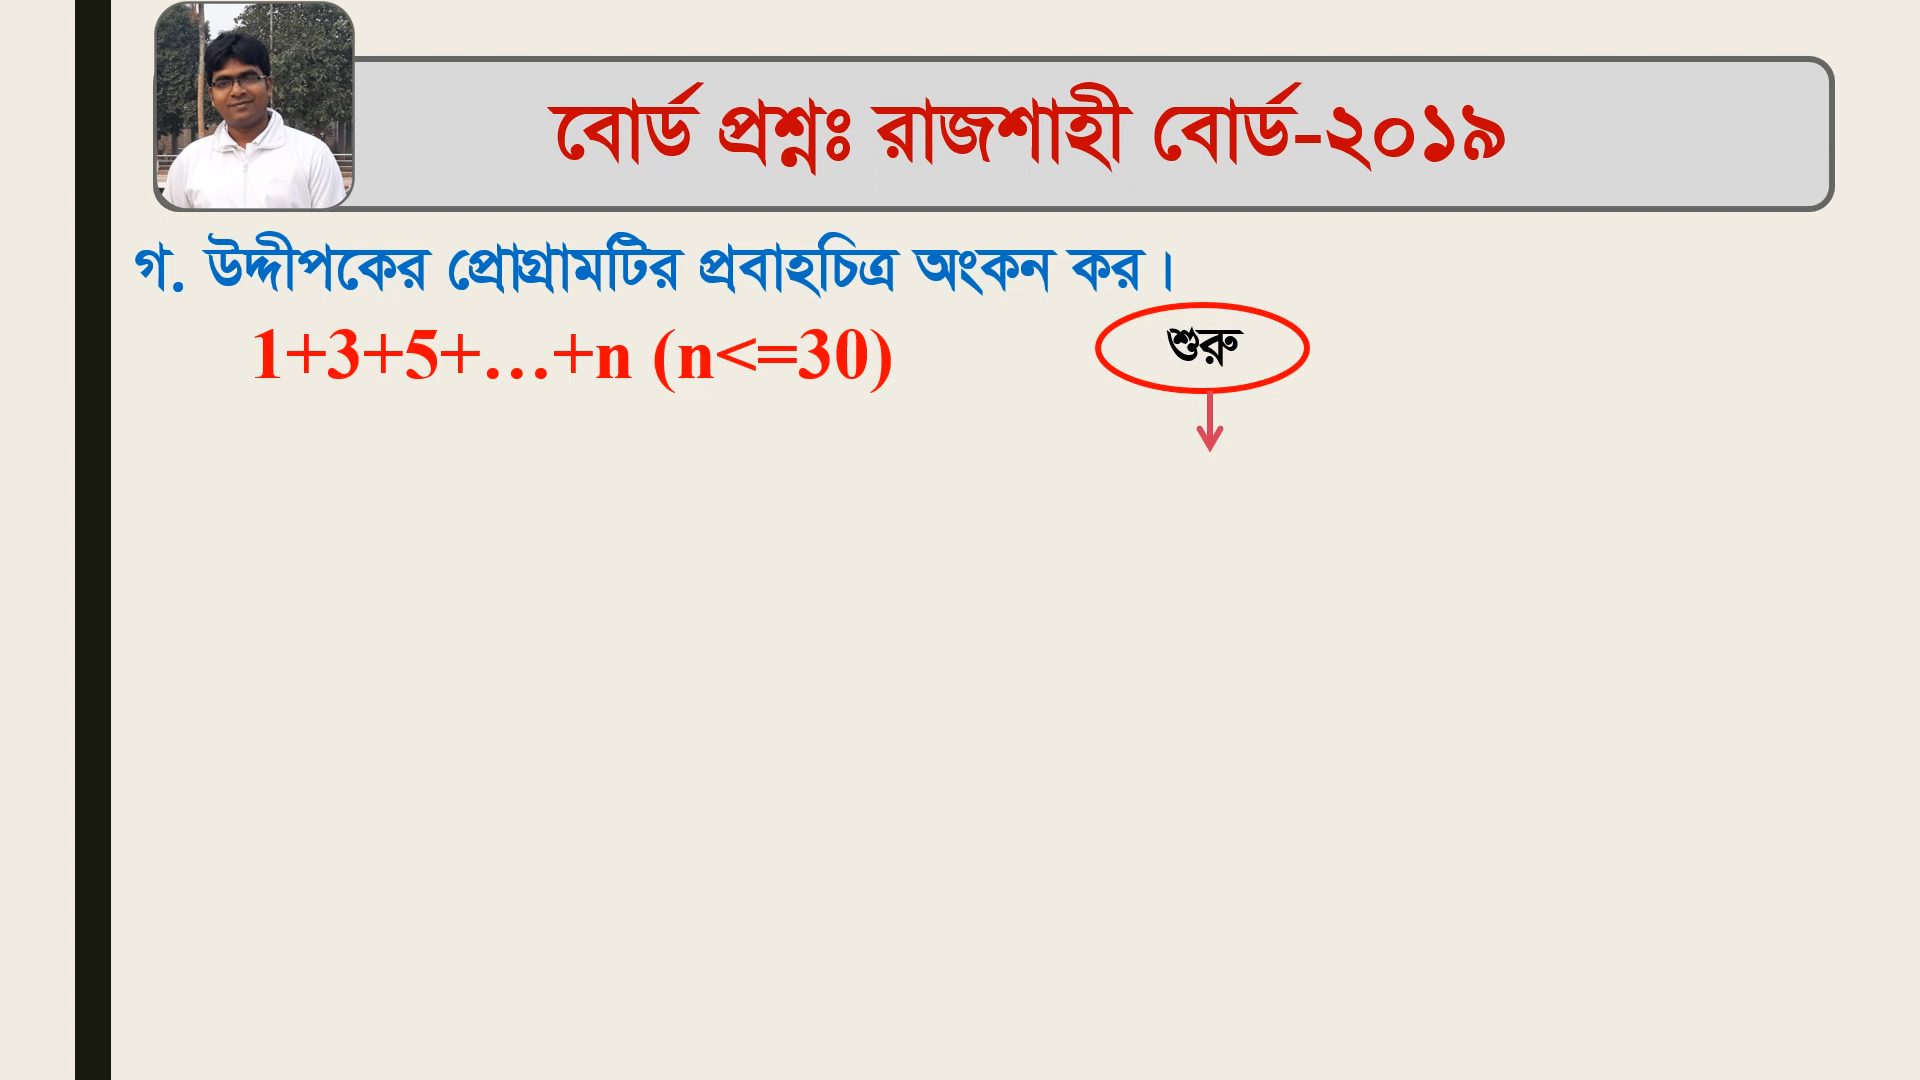 বোর্ড প্রশ্নঃ রাজশাহী বোর্ড-২০১৯
গ. উদ্দীপকের প্রোগ্রামটির প্রবাহচিত্র অংকন কর।
1+3+5+…+n (n<=30)
শুরু